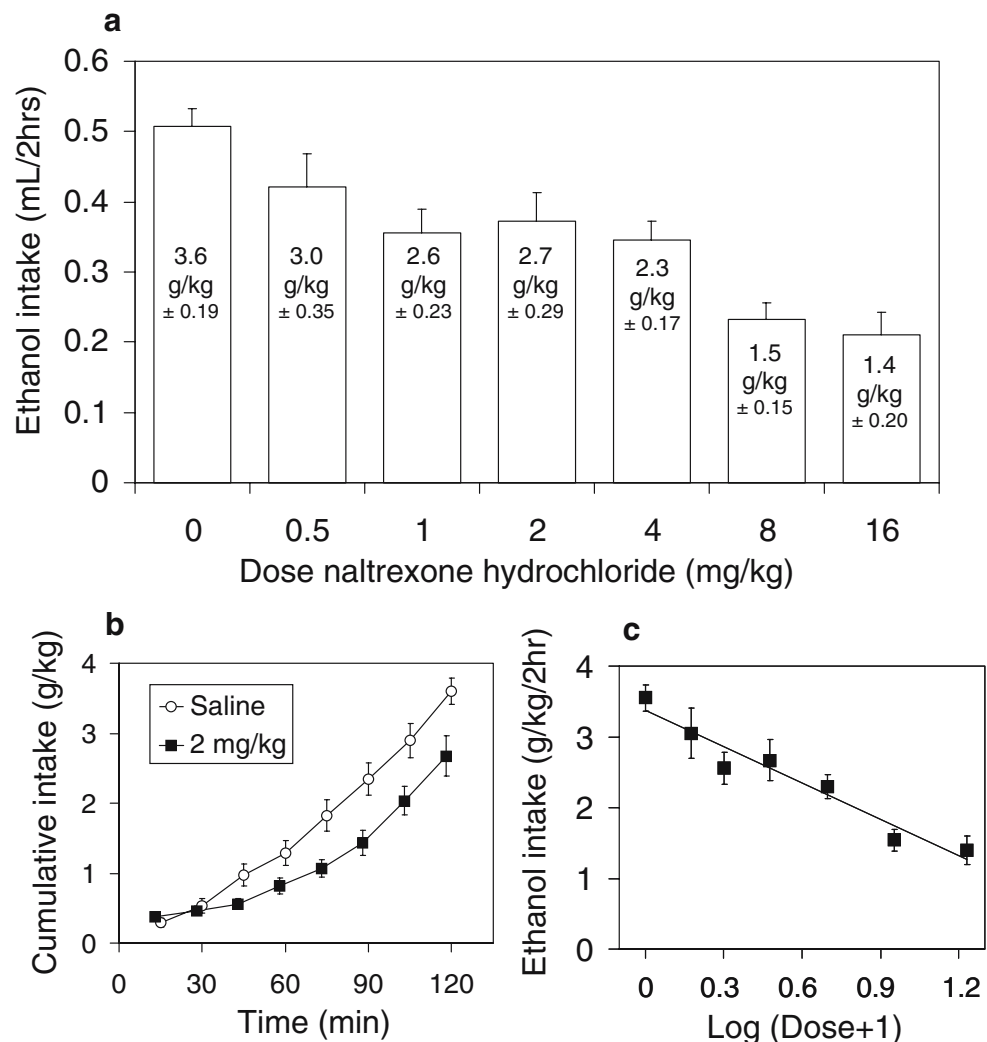 a
Ethanol intake (mL/2hrs)
0.6
0.5
0.4
0.3
0.2
0.1
0
3.6
g/kg
± 0.19
3.0
g/kg
± 0.35
2.6
g/kg
± 0.23
2.7
g/kg
± 0.29
2.3
g/kg
± 0.17
1.5
g/kg
± 0.15
1.4
g/kg
± 0.20
0 0.5 1 2 4 8 16
Dose naltrexone hydrochloride (mg/kg)
b
Cumulative intake (g/kg)
4
3
2
1
0
Saline
2 mg/kg
0 30 60 90 120
Time (min)
c
Ethanol intake (g/kg/2hr)
4
3
2
1
0
0 0.3 0.6 0.9 1.2
Log (Dose+1)